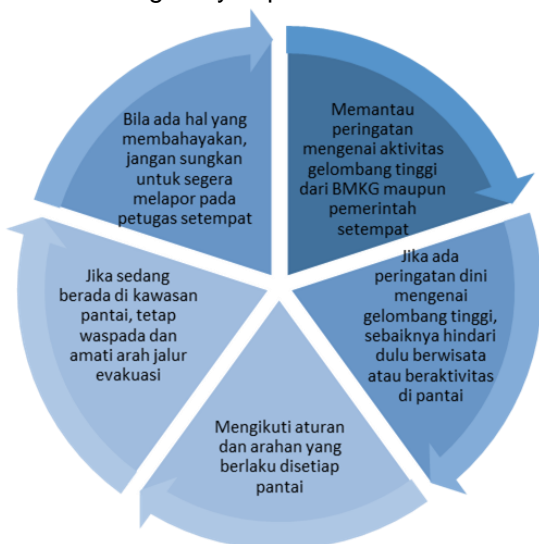 Memantau
peringatan
mengenai aktivitas
gelombang tinggi
dari BMKG maupun
pemerintah
setempat
Jika ada
peringatan dini
mengenai
gelombang tinggi,
sebaiknya hindari
dulu berwisata
atau beraktivitas
di pantai
Mengikuti aturan
dan arahan yang
berlaku disetiap
pantai
Jika sedang
berada di kawasan
pantai, tetap
waspada dan
amati arah jalur
evakuasi
Bila ada hal yang
membahayakan,
jangan sungkan
untuk segera
melapor pada
petugas setempat